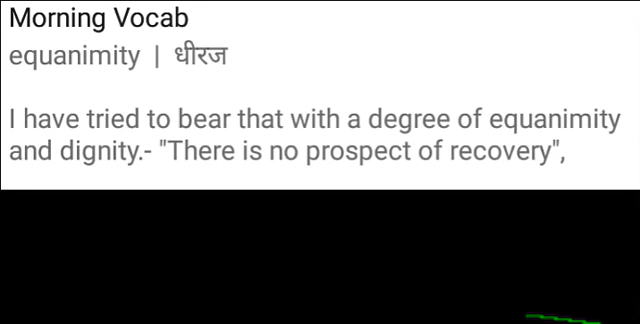 Morning Vocab
equanimity | धीरज
I have tried to bear that with a degree of equanimity
and dignity.- "There is no prospect of recovery",